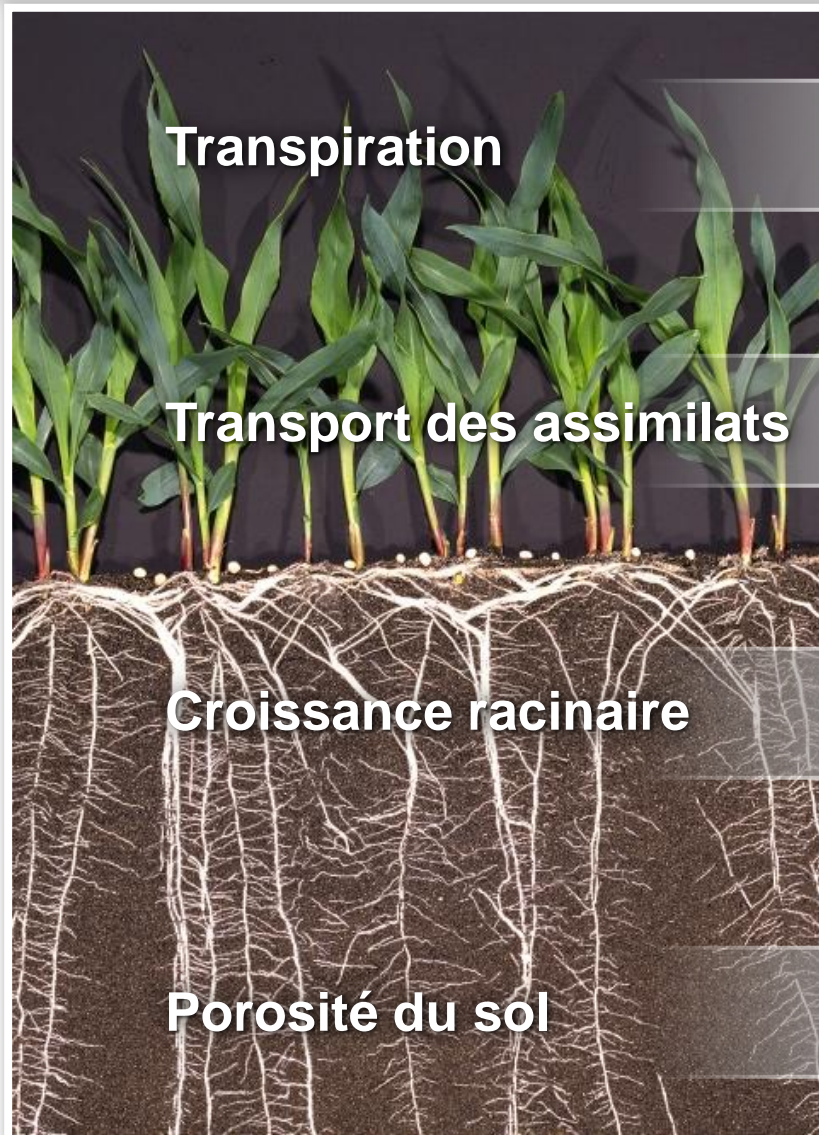 Transpiration
Transport des assimilats
Croissance racinaire
Porosité du sol